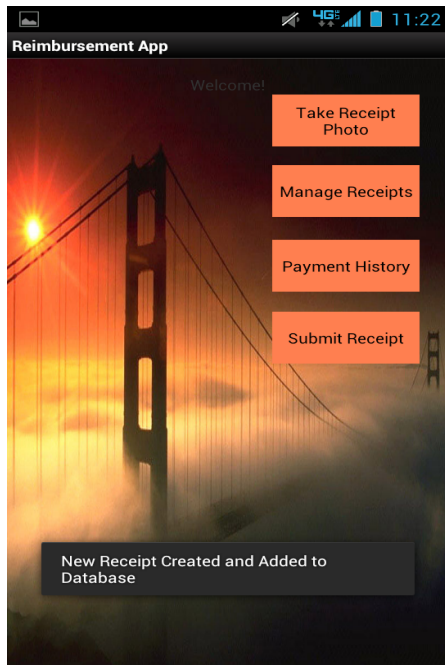 4G 11:22
Reimbursement App
Welcome!
Take Receipt
Photo
Manage Receipts
Payment History
Submit Receipt
New Receipt Created and Added to
Database